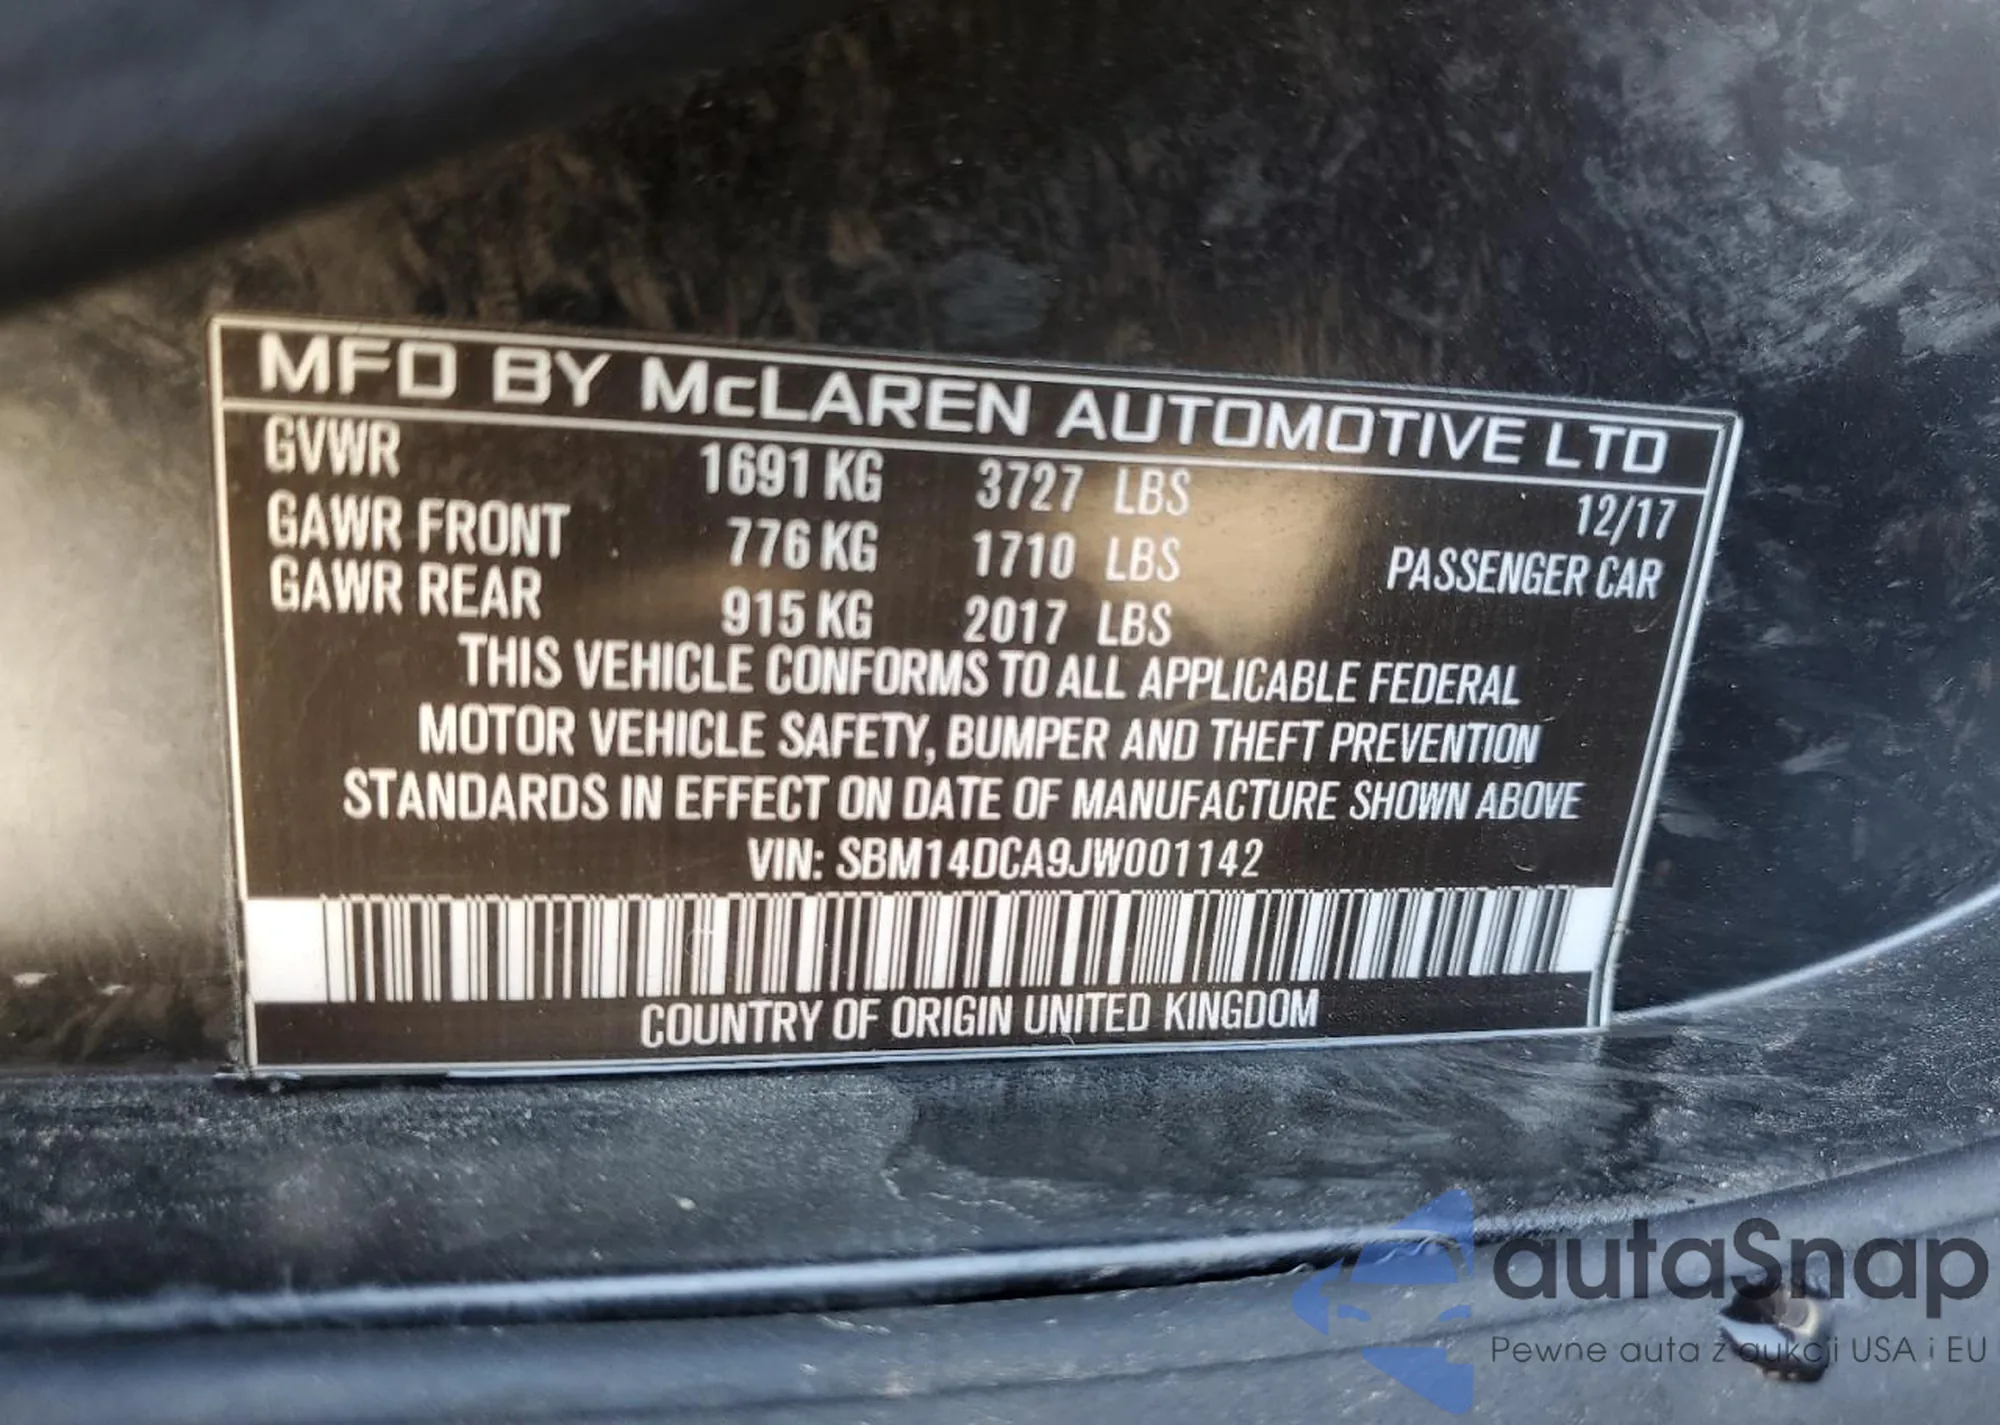 MFD BY McLAREN AUTOMOTIVE LTD
GVWR 1691 KG 3727 LBS 12/17
GAWR FRONT 776 KG 1710 LBS PASSENGER CAR
GAWR REAR 915 KG 2017 LBS
THIS VEHICLE CONFORMS TO ALL APPLICABLE FEDERAL
MOTOR VEHICLE SAFETY, BUMPER AND THEFT PREVENTION
STANDARDS IN EFFECT ON DATE OF MANUFACTURE SHOWN ABOVE
VIN: SBM14DCA9JW001142
COUNTRY OF ORIGIN UNITED KINGDOM
autaSnap
Pewne auta z aukcji USA i EU